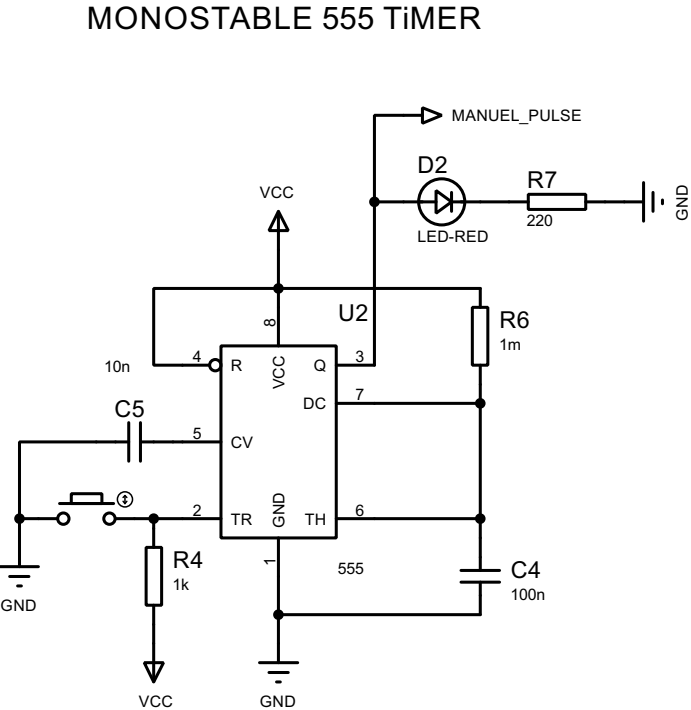 MONOSTABLE 555 TiMER
MANUEL_PULSE
D2
R7
GND
220
LED-RED
VCC
U2
R6
1m
8
10n
4
R
VCC
Q
3
DC
7
C5
5
CV
2
TR
GND
TH
6
R4
1k
1
555
C4
100n
GND
VCC
GND